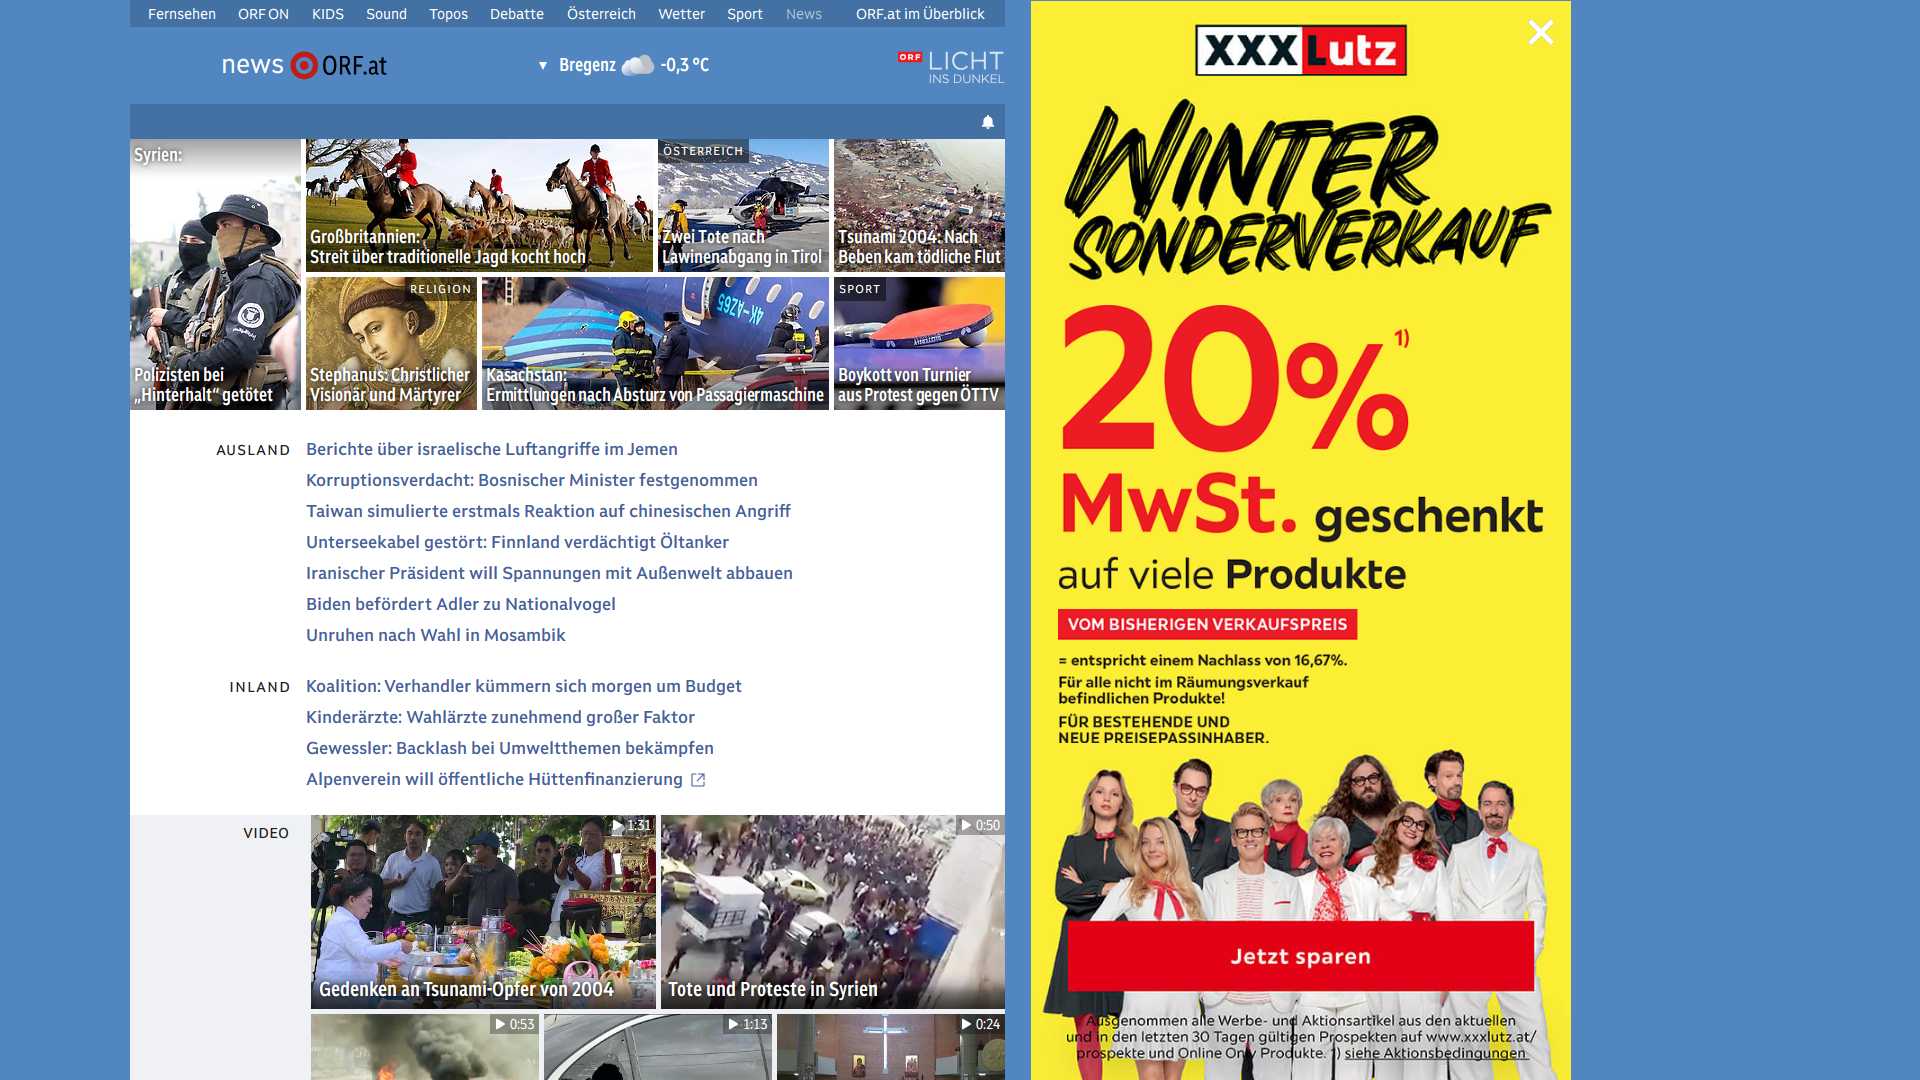 Fernsehen ORF ON KIDS Sound Topos Debatte Österreich Wetter Sport News ORF.at im Überblick
news ORF.at
▼ Bregenz -0,3 °C
ORF LICHT
INS DUNKEL
Syrien:
Polizisten bei
„Hinterhalt“ getötet
Großbritannien:
Streit über traditionelle Jagd kocht hoch
ÖSTERREICH
Zwei Tote nach
Lawinenabgang in Tirol
Tsunami 2004: Nach
Beben kam tödliche Flut
RELIGION
Stephanus: Christlicher
Visionär und Märtyrer
4K-AZ65
Kasachstan:
Ermittlungen nach Absturz von Passagiermaschine
SPORT
Boykott von Turnier
aus Protest gegen ÖTTV
AUSLAND
Berichte über israelische Luftangriffe im Jemen
Korruptionsverdacht: Bosnischer Minister festgenommen
Taiwan simulierte erstmals Reaktion auf chinesischen Angriff
Unterseekabel gestört: Finnland verdächtigt Öltanker
Iranischer Präsident will Spannungen mit Außenwelt abbauen
Biden befördert Adler zu Nationalvogel
Unruhen nach Wahl in Mosambik
INLAND
Koalition: Verhandler kümmern sich morgen um Budget
Kinderärzte: Wahlärzte zunehmend großer Faktor
Gewessler: Backlash bei Umweltthemen bekämpfen
Alpenverein will öffentliche Hüttenfinanzierung
VIDEO
1:31
Gedenken an Tsunami-Opfer von 2004
0:50
Tote und Proteste in Syrien
0:53
1:13
0:24
XXXLutz
WINTER
SONDERVERKAUF
20% 1)
MwSt. geschenkt
auf viele Produkte
VOM BISHERIGEN VERKAUFSPREIS
= entspricht einem Nachlass von 16,67%.
Für alle nicht im Räumungsverkauf
befindlichen Produkte!
FÜR BESTEHENDE UND
NEUE PREISEPASSINHABER.
Jetzt sparen
Ausgenommen alle Werbe- und Aktionsartikel aus den aktuellen
und in den letzten 30 Tagen gültigen Prospekten auf www.xxxlutz.at/
prospekte und Online Only Produkte. 1) siehe Aktionsbedingungen